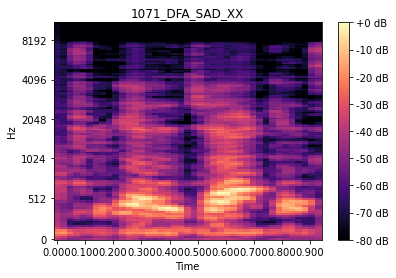 1071_DFA_SAD_XX
8192
4096
2048
1024
512
0
Hz
0.0000.1000.2000.3000.4000.5000.6000.7000.8000.900
Time
+0 dB
-10 dB
-20 dB
-30 dB
-40 dB
-50 dB
-60 dB
-70 dB
-80 dB